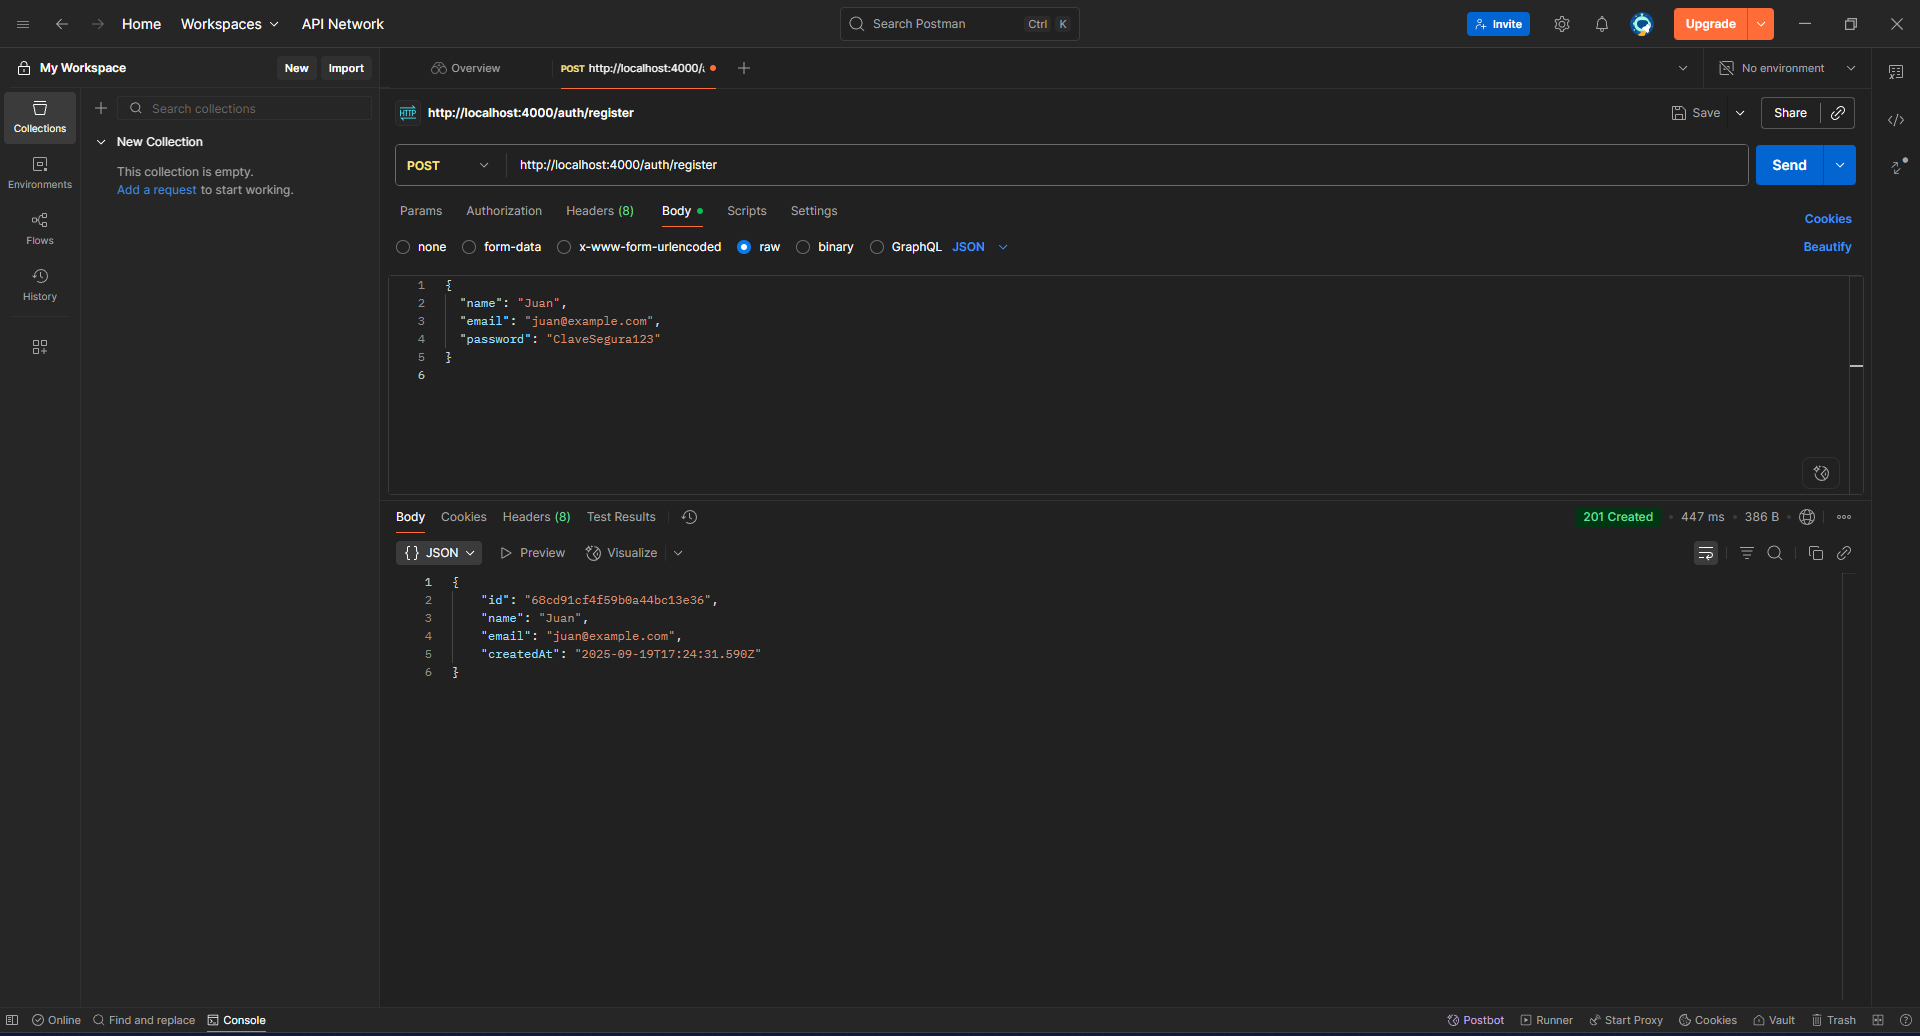 Home Workspaces API Network Search Postman Ctrl K Invite Upgrade
My Workspace New Import Overview POST http://localhost:4000/a No environment
Collections
Environments
Flows
History
Search collections
New Collection
This collection is empty.
Add a request to start working.
HTTP http://localhost:4000/auth/register Save Share
POST http://localhost:4000/auth/register Send
Params Authorization Headers (8) Body Scripts Settings Cookies
none form-data x-www-form-urlencoded raw binary GraphQL JSON Beautify
1 {
2 "name": "Juan",
3 "email": "juan@example.com",
4 "password": "ClaveSegura123"
5 }
6
Body Cookies Headers (8) Test Results 201 Created • 447 ms • 386 B •
{} JSON Preview Visualize
1 {
2 "id": "68cd91cf4f59b0a44bc13e36",
3 "name": "Juan",
4 "email": "juan@example.com",
5 "createdAt": "2025-09-19T17:24:31.590Z"
6 }
Online Find and replace Console Postbot Runner Start Proxy Cookies Vault Trash